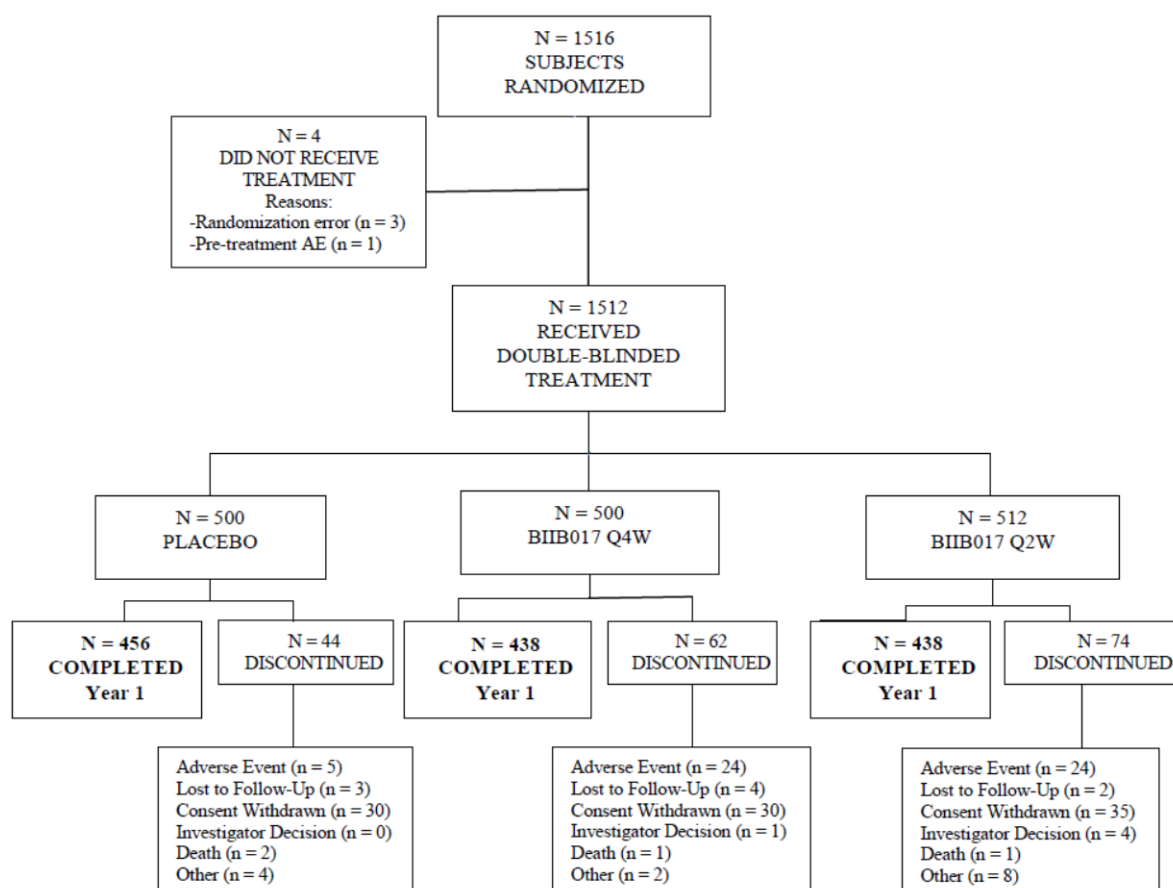 N = 1516
SUBJECTS
RANDOMIZED
N = 4
DID NOT RECEIVE
TREATMENT
Reasons:
-Randomization error (n = 3)
-Pre-treatment AE (n = 1)
N = 1512
RECEIVED
DOUBLE-BLINDED
TREATMENT
N = 500
PLACEBO
N = 500
BIIB017 Q4W
N = 512
BIIB017 Q2W
N = 456
COMPLETED
Year 1
N = 44
DISCONTINUED
N = 438
COMPLETED
Year 1
N = 62
DISCONTINUED
N = 438
COMPLETED
Year 1
N = 74
DISCONTINUED
Adverse Event (n = 5)
Lost to Follow-Up (n = 3)
Consent Withdrawn (n = 30)
Investigator Decision (n = 0)
Death (n = 2)
Other (n = 4)
Adverse Event (n = 24)
Lost to Follow-Up (n = 4)
Consent Withdrawn (n = 30)
Investigator Decision (n = 1)
Death (n = 1)
Other (n = 2)
Adverse Event (n = 24)
Lost to Follow-Up (n = 2)
Consent Withdrawn (n = 35)
Investigator Decision (n = 4)
Death (n = 1)
Other (n = 8)